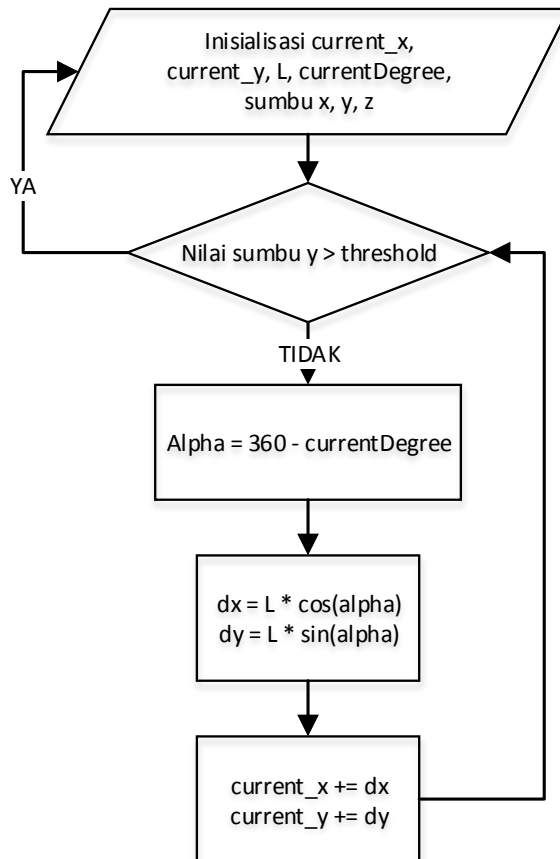 Inisialisasi current_x,
current_y, L, currentDegree,
sumbu x, y, z
YA
Nilai sumbu y > threshold
TIDAK
Alpha = 360 - currentDegree
dx = L * cos(alpha)
dy = L * sin(alpha)
current_x += dx
current_y += dy